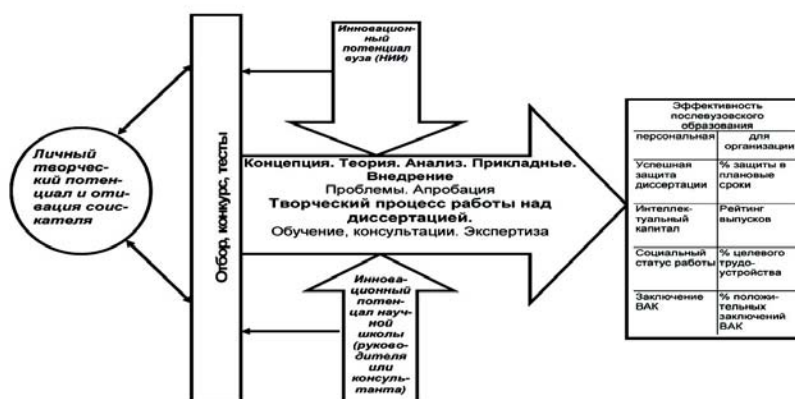 Личный
творчес-
кий потен-
циал и оти-
вация соис-
кателя
Отбор, конкурс, тесты
Инновацион-
ный
потенциал
вуза (НИИ)
Концепция. Теория. Анализ. Прикладные.
Внедрение
Проблемы. Апробация
Творческий процесс работы над
диссертацией.
Обучение, консультации. Экспертиза
Иннова-
ционный
потен-
цал науч-
ной
школы
(руково-
дителя
или
консуль-
танта)
Эффективность
послевузовского
образования
персональная
для
организации
Успешная
защита
диссертации
% защиты в
плановые
сроки
Интеллек-
туальный
капитал
Рейтинг
выпусков
Социальный
статус работы
% целевого
трудо-
устройства
Заключение
ВАК
% положи-
тельных
заключений
ВАК